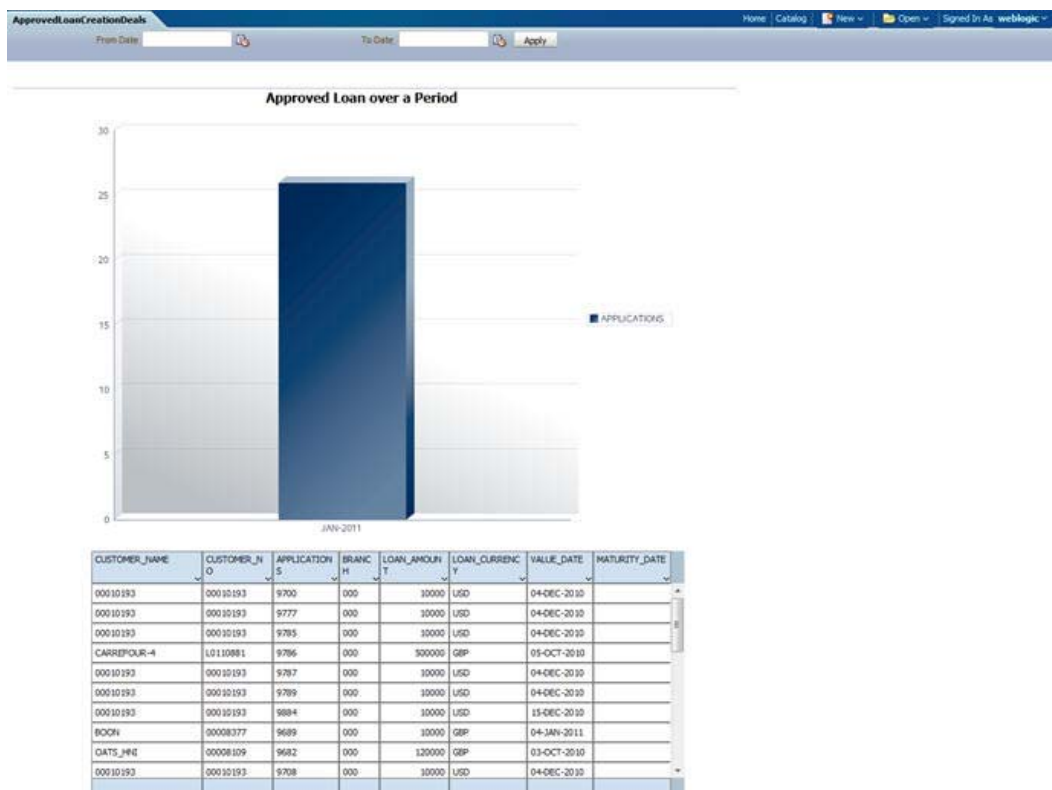 ApprovedLoanCreationDeals Home Catalog New Open Signed In As weblogic
From Date To Date Apply
Approved Loan over a Period
30
25
20
15
10
5
0
APPLICATIONS
JAN-2011
CUSTOMER_NAME CUSTOMER_NO APPLICATIONS BRANCH LOAN_AMOUNT LOAN_CURRENCY VALUE_DATE MATURITY_DATE
00010193 00010193 9700 000 10000 USD 04-DEC-2010
00010193 00010193 9777 000 10000 USD 04-DEC-2010
00010193 00010193 9785 000 10000 USD 04-DEC-2010
CARREFOUR-4 L0110881 9786 000 500000 GBP 05-OCT-2010
00010193 00010193 9787 000 10000 USD 04-DEC-2010
00010193 00010193 9789 000 10000 USD 04-DEC-2010
00010193 00010193 9884 000 10000 USD 15-DEC-2010
BOON 00008377 9689 000 10000 GBP 04-JAN-2011
OATS_HNI 00008109 9682 000 120000 GBP 03-OCT-2010
00010193 00010193 9708 000 10000 USD 04-DEC-2010